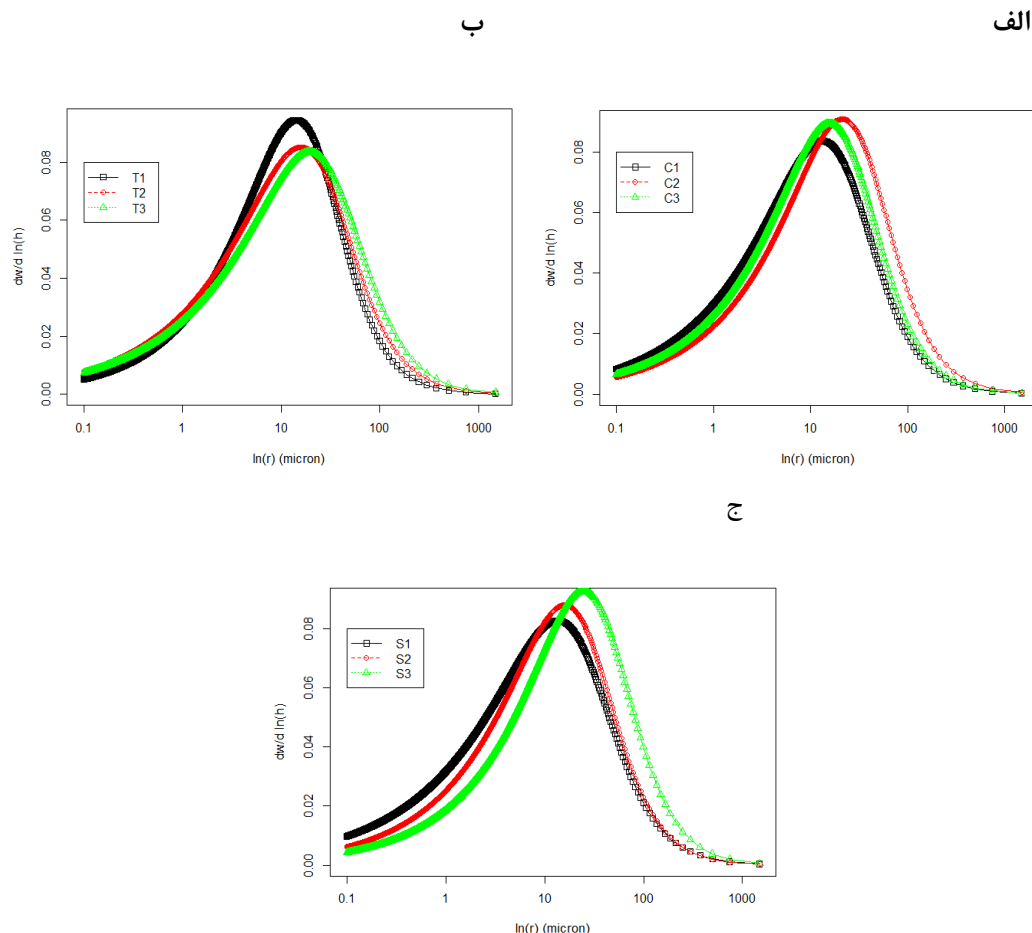 الف
ب
T1
T2
T3
dw/d ln(h)
0.00 0.02 0.04 0.06 0.08
0.1 1 10 100 1000
ln(r) (micron)
C1
C2
C3
dw/d ln(h)
0.00 0.02 0.04 0.06 0.08
0.1 1 10 100 1000
ln(r) (micron)
ج
S1
S2
S3
dw/d ln(h)
0.00 0.02 0.04 0.06 0.08
0.1 1 10 100 1000
ln(r) (micron)